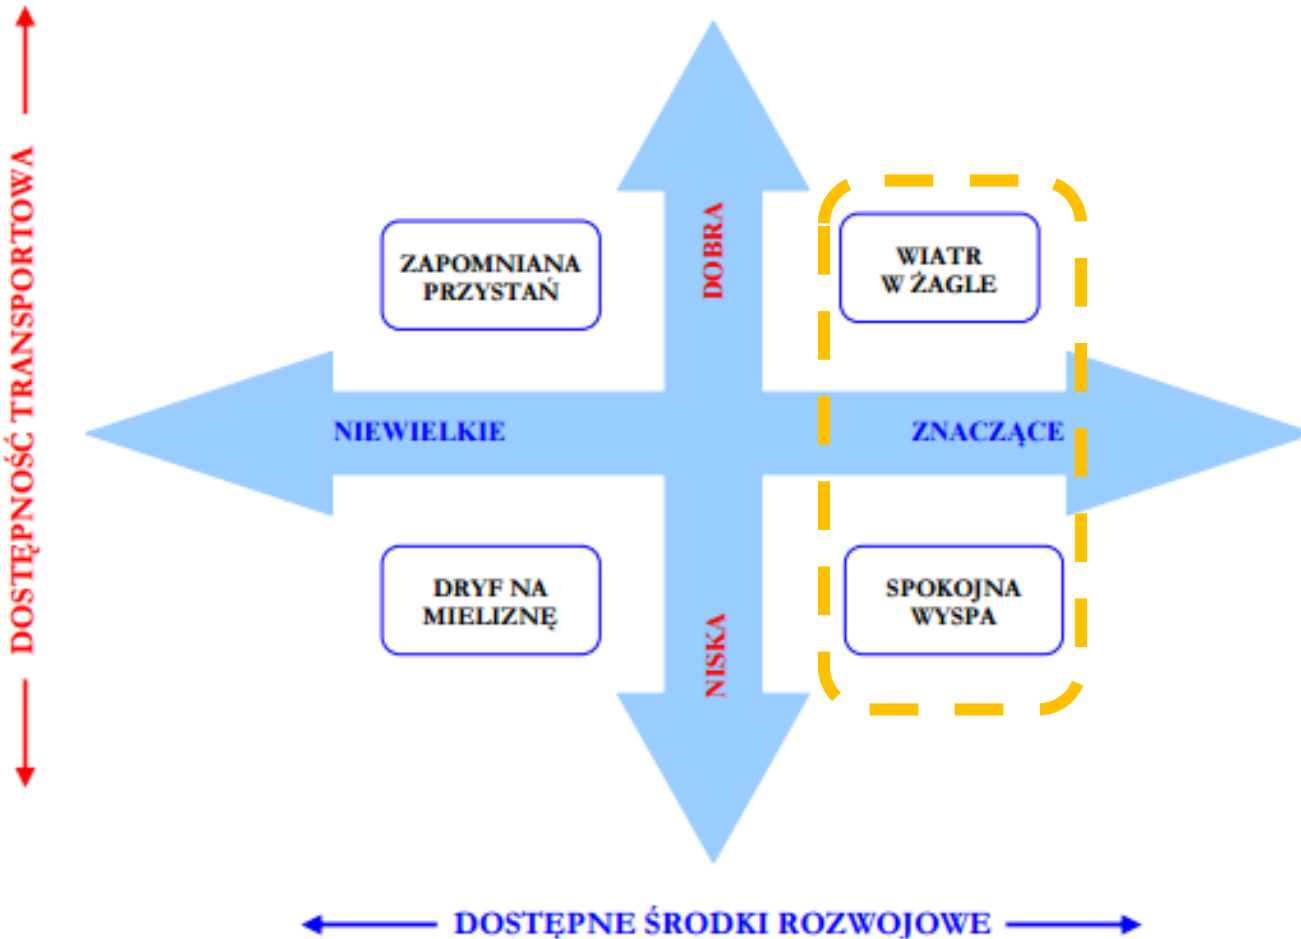 DOSTĘPNOŚĆ TRANSPORTOWA
DOBRA
ZAPOMNIANA
PRZYSTAŃ
WIATR
W ŻAGLE
NIEWIELKIE
ZNACZĄCE
DRYF NA
MIELIZNĘ
SPOKOJNA
WYSPA
NISKA
DOSTĘPNE ŚRODKI ROZWOJOWE